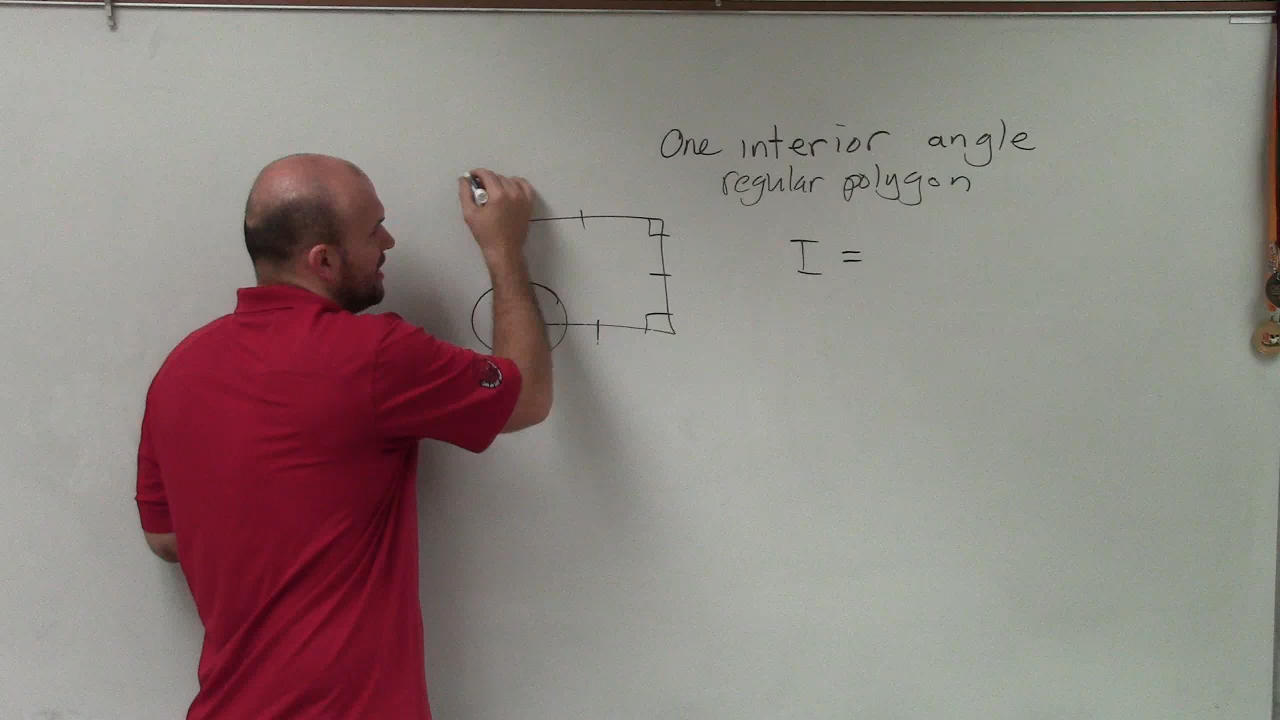 One interior angle
regular polygon
I =